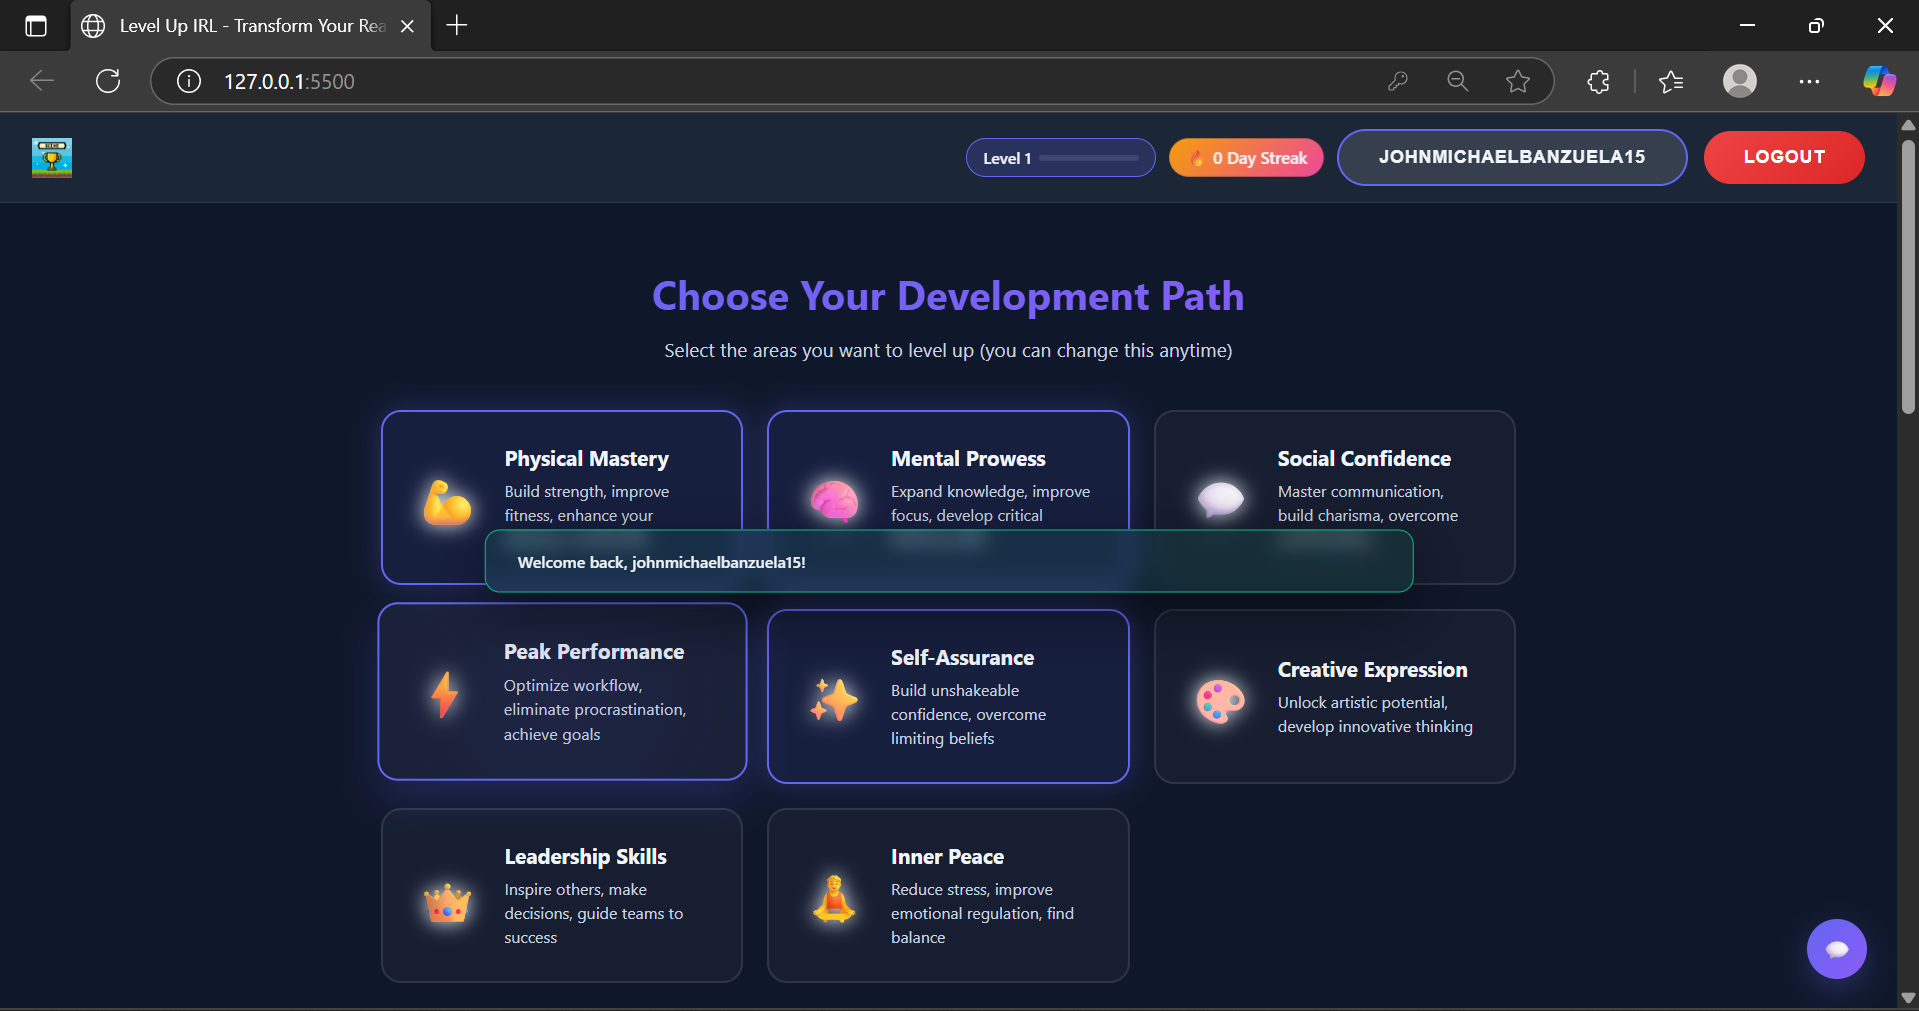 Level Up IRL - Transform Your Rea
127.0.0.1:5500
Level 1
0 Day Streak
JOHNMICHAELBANZUELA15
LOGOUT
Choose Your Development Path
Select the areas you want to level up (you can change this anytime)
Physical Mastery
Build strength, improve
fitness, enhance your
Mental Prowess
Expand knowledge, improve
focus, develop critical
Social Confidence
Master communication,
build charisma, overcome
Welcome back, johnmichaelbanzuela15!
Peak Performance
Optimize workflow,
eliminate procrastination,
achieve goals
Self-Assurance
Build unshakeable
confidence, overcome
limiting beliefs
Creative Expression
Unlock artistic potential,
develop innovative thinking
Leadership Skills
Inspire others, make
decisions, guide teams to
success
Inner Peace
Reduce stress, improve
emotional regulation, find
balance